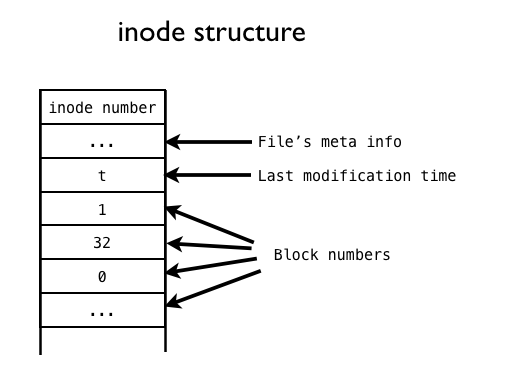 inode structure
inode number
... File's meta info
t Last modification time
1
32
Block numbers
0
...